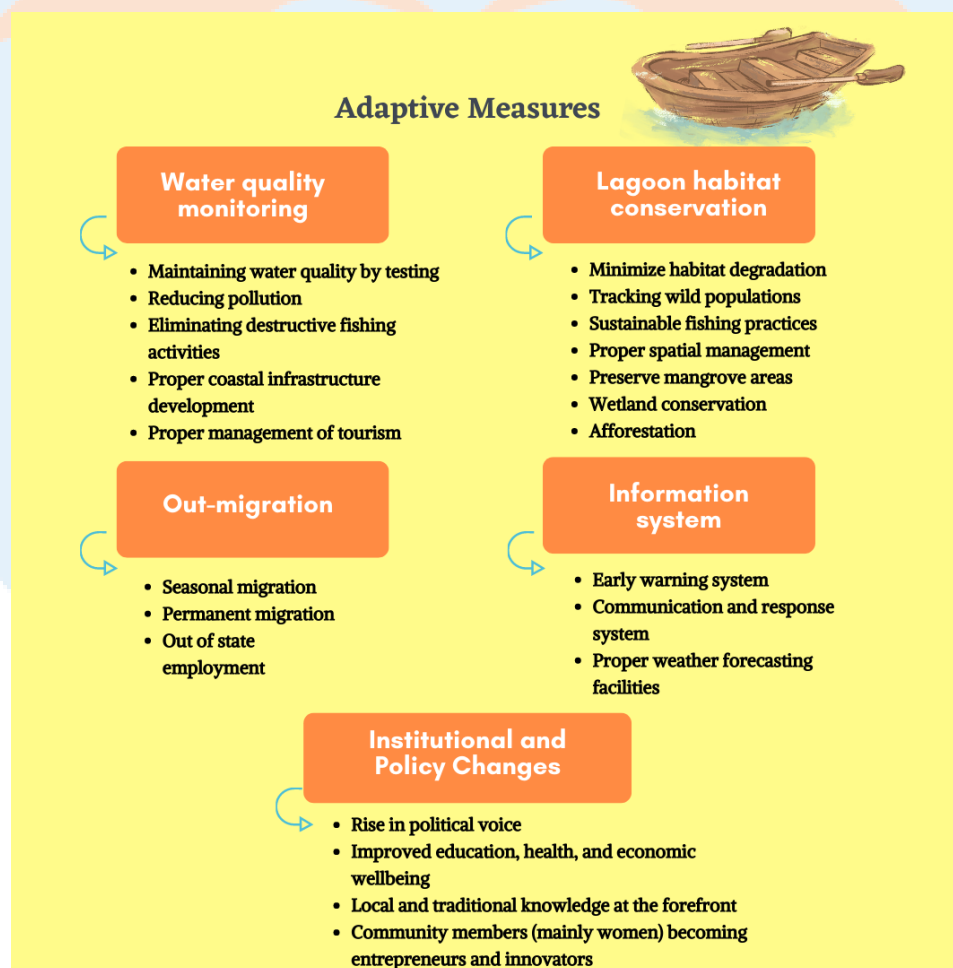 Adaptive Measures
Water quality
monitoring
• Maintaining water quality by testing
• Reducing pollution
• Eliminating destructive fishing
activities
• Proper coastal infrastructure
development
• Proper management of tourism
Lagoon habitat
conservation
• Minimize habitat degradation
• Tracking wild populations
• Sustainable fishing practices
• Proper spatial management
• Preserve mangrove areas
• Wetland conservation
• Afforestation
Out-migration
• Seasonal migration
• Permanent migration
• Out of state
employment
Information
system
• Early warning system
• Communication and response
system
• Proper weather forecasting
facilities
Institutional and
Policy Changes
• Rise in political voice
• Improved education, health, and economic
wellbeing
• Local and traditional knowledge at the forefront
• Community members (mainly women) becoming
entrepreneurs and innovators